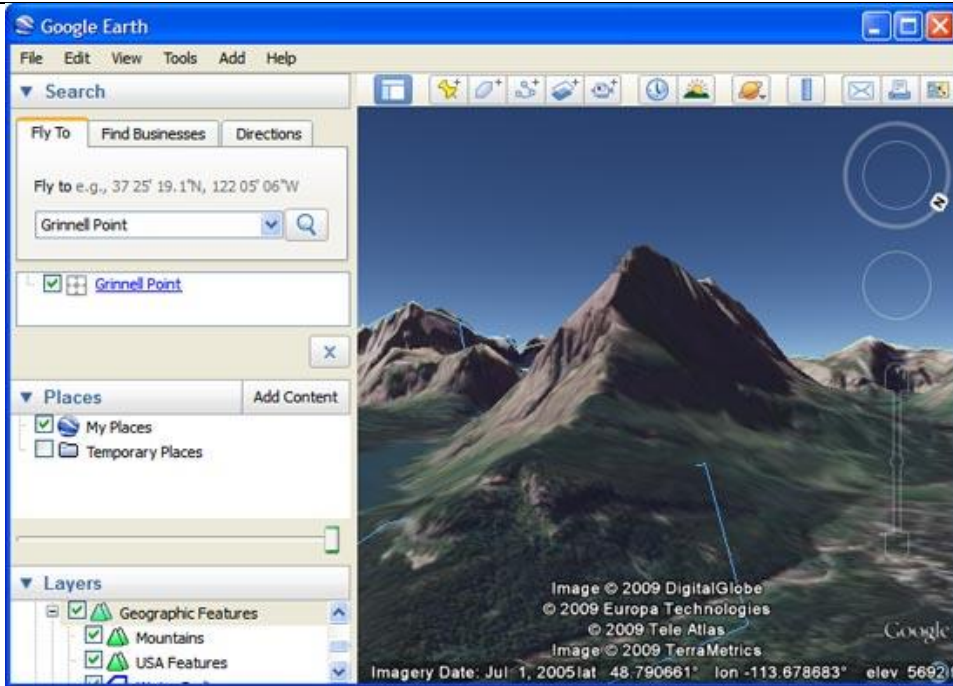 Google Earth
File Edit View Tools Add Help
Search
Fly To Find Businesses Directions
Fly to e.g., 37 25' 19.1"N, 122 05' 06"W
Grinnell Point
Grinnell Point
Places Add Content
My Places
Temporary Places
Layers
Geographic Features
Mountains
USA Features
N
Image © 2009 DigitalGlobe
© 2009 Europa Technologies
© 2009 Tele Atlas
Image © 2009 TerraMetrics
Google
Imagery Date: Jul 1, 2005 lat 48.790661° lon -113.678683° elev 5692